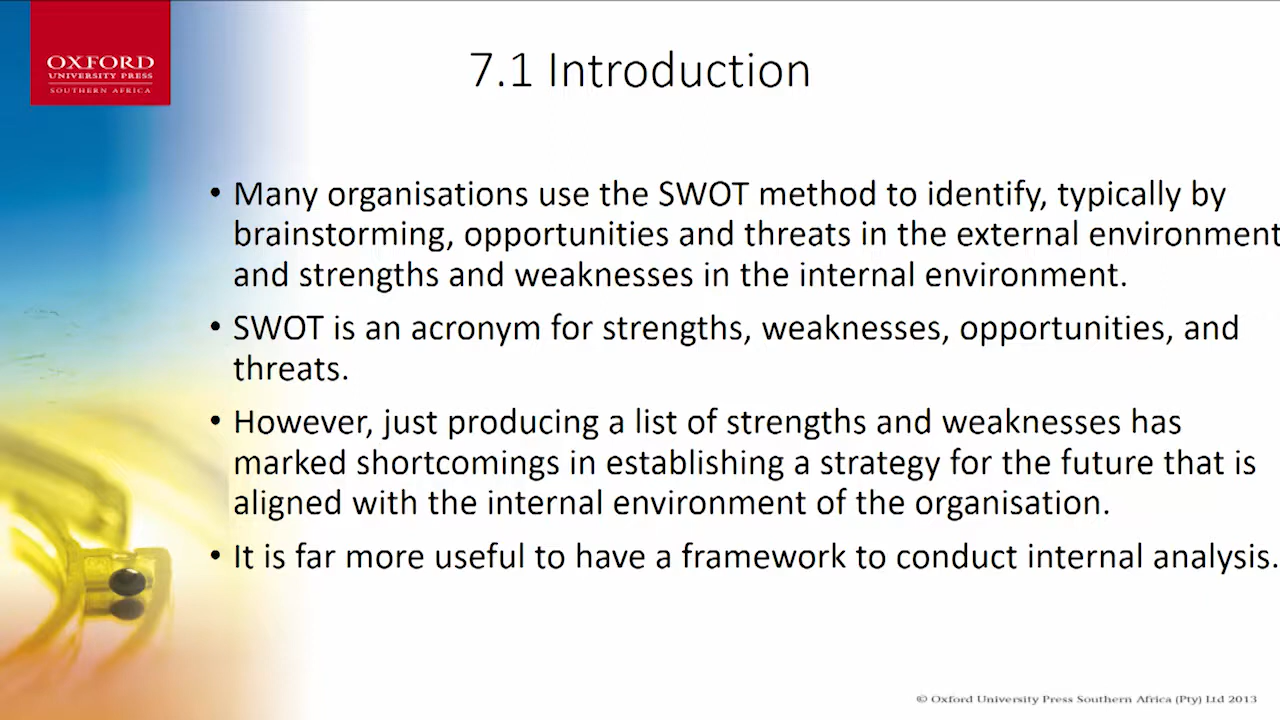 OXFORD
UNIVERSITY PRESS
SOUTHERN AFRICA
7.1 Introduction
• Many organisations use the SWOT method to identify, typically by
brainstorming, opportunities and threats in the external environment
and strengths and weaknesses in the internal environment.
• SWOT is an acronym for strengths, weaknesses, opportunities, and
threats.
• However, just producing a list of strengths and weaknesses has
marked shortcomings in establishing a strategy for the future that is
aligned with the internal environment of the organisation.
• It is far more useful to have a framework to conduct internal analysis.
© Oxford University Press Southern Africa (Pty) Ltd 2013